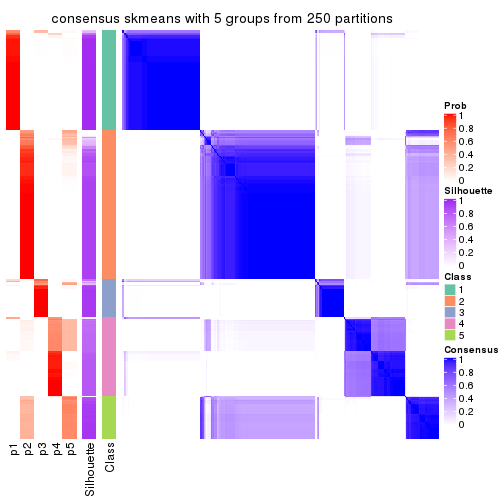 consensus skmeans with 5 groups from 250 partitions
Prob
1
0.8
0.6
0.4
0.2
0
Silhouette
1
0.8
0.6
0.4
0.2
0
Class
1
2
3
4
5
Consensus
1
0.8
0.6
0.4
0.2
0
p1
p2
p3
p4
p5
Silhouette
Class